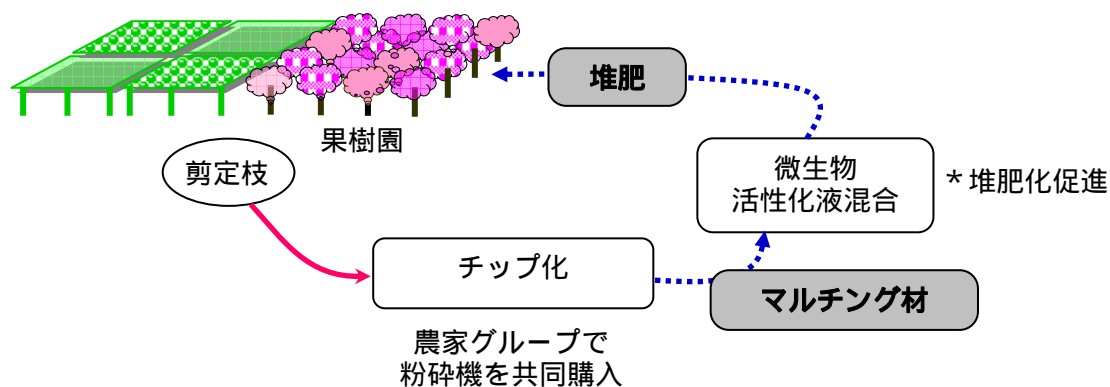 堆肥
果樹園
剪定枝
微生物
活性化液混合
*堆肥化促進
チップ化
マルチング材
農家グループで
粉砕機を共同購入